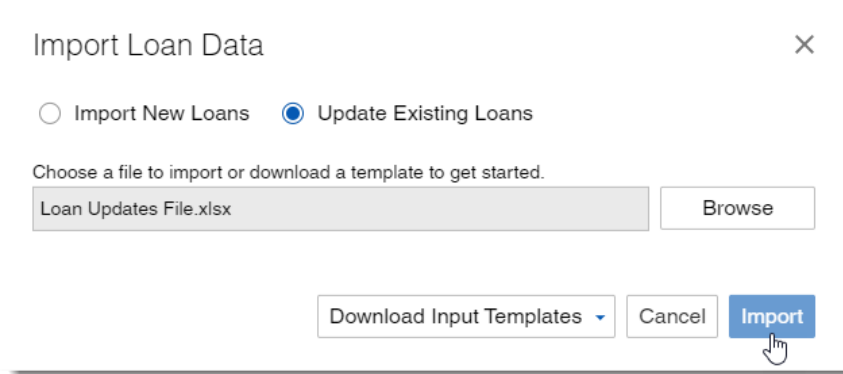 Import Loan Data
Import New Loans Update Existing Loans
Choose a file to import or download a template to get started.
Loan Updates File.xlsx Browse
Download Input Templates Cancel Import